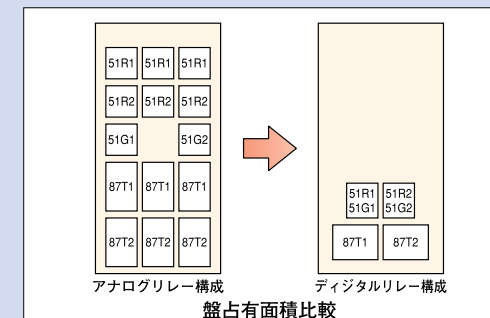 51R1 51R1 51R1
51R2 51R2 51R2
51G1 51G2
87T1 87T1 87T1
87T2 87T2 87T2
アナログリレー構成
51R1 51R2
51G1 51G2
87T1 87T2
ディジタルリレー構成
盤占有面積比較